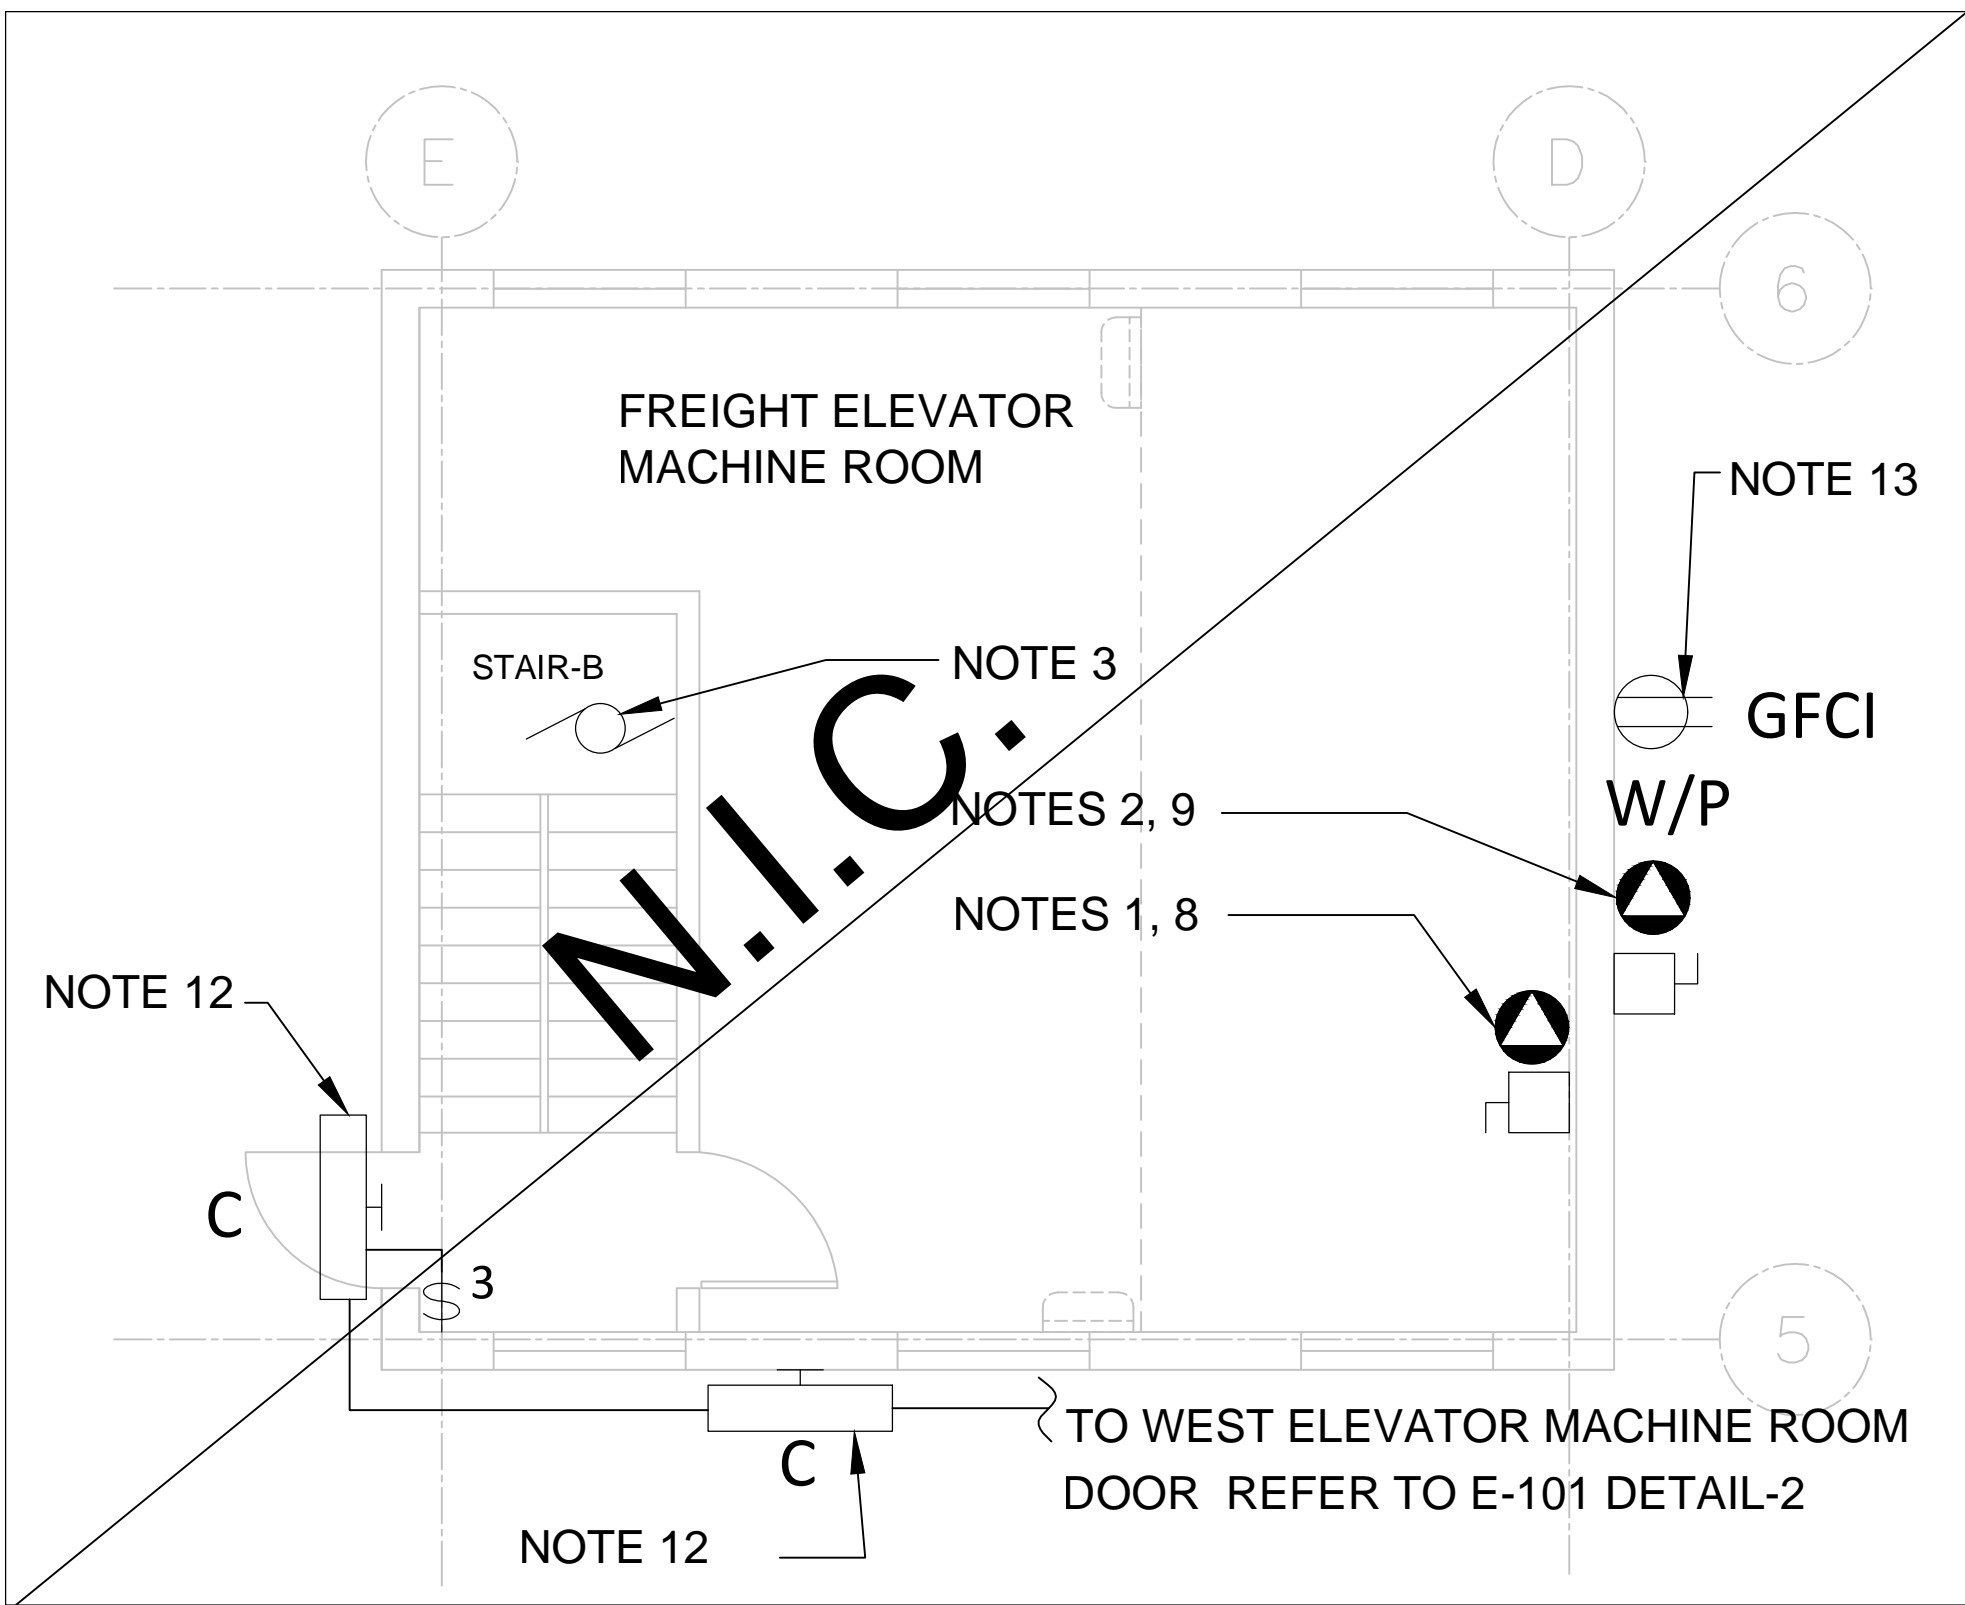 E
D
6
FREIGHT ELEVATOR
MACHINE ROOM
NOTE 13
STAIR-B
NOTE 3
GFCI
N.I.C.
NOTES 2, 9
W/P
NOTES 1, 8
NOTE 12
C
S 3
5
TO WEST ELEVATOR MACHINE ROOM
DOOR REFER TO E-101 DETAIL-2
C
NOTE 12